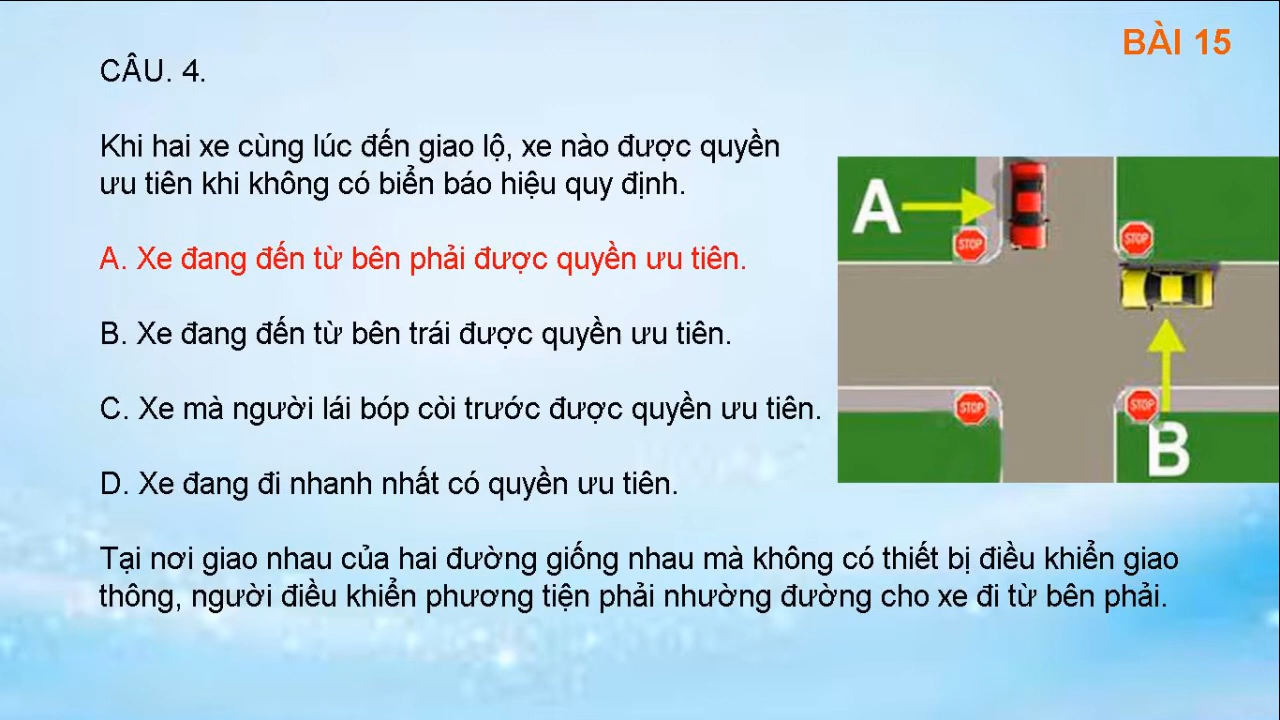 BÀI 15
CÂU. 4.
Khi hai xe cùng lúc đến giao lộ, xe nào được quyền
ưu tiên khi không có biển báo hiệu quy định.
A. Xe đang đến từ bên phải được quyền ưu tiên.
B. Xe đang đến từ bên trái được quyền ưu tiên.
C. Xe mà người lái bóp còi trước được quyền ưu tiên.
D. Xe đang đi nhanh nhất có quyền ưu tiên.
A
STOP
STOP
STOP
STOP
B
Tại nơi giao nhau của hai đường giống nhau mà không có thiết bị điều khiển giao
thông, người điều khiển phương tiện phải nhường đường cho xe đi từ bên phải.